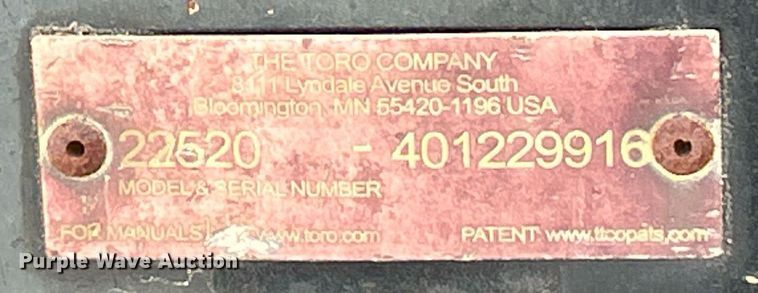 THE TORO COMPANY
8111 Lyndale Avenue South
Bloomington, MN 55420-1196 USA
22520 - 401229916
MODEL & SERIAL NUMBER
FOR MANUALS www.toro.com PATENT www.ttcopats.com
Purple Wave Auction